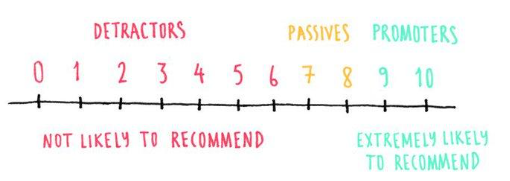 DETRACTORS PASSIVES PROMOTERS
0 1 2 3 4 5 6 7 8 9 10
NOT LIKELY TO RECOMMEND EXTREMELY LIKELY
TO RECOMMEND